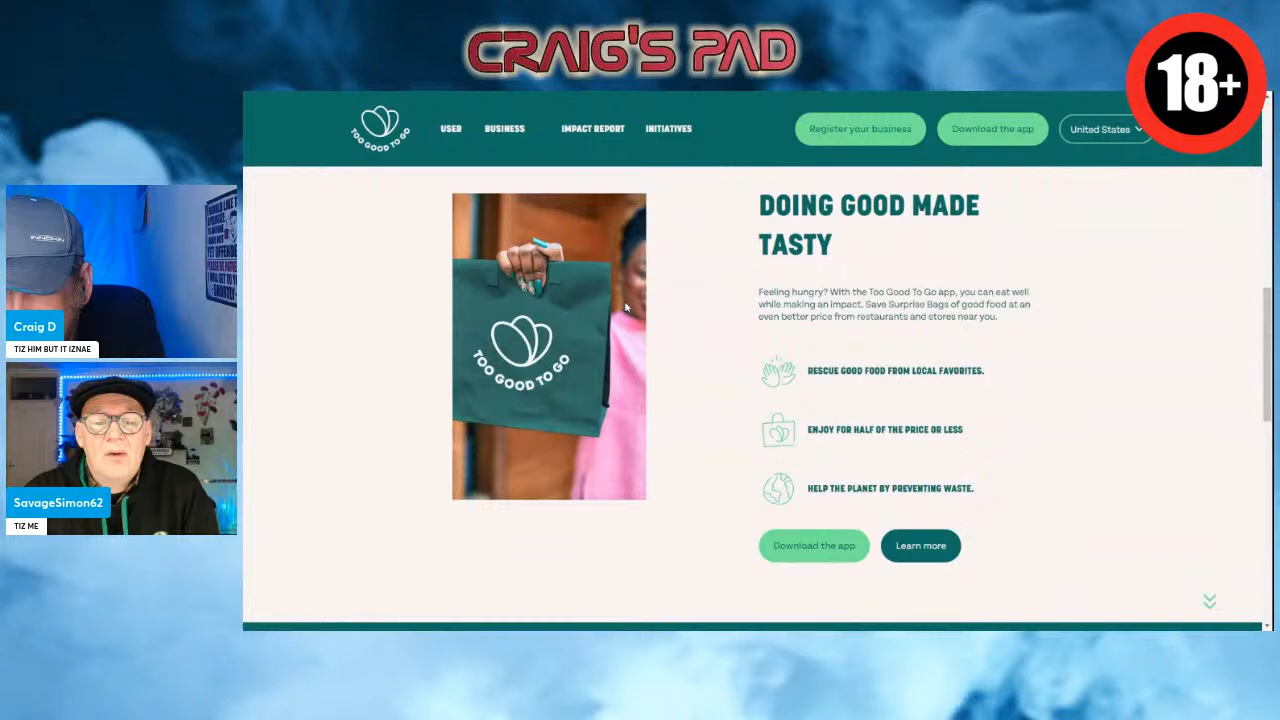 CRAIG'S PAD
18+
TOO GOOD TO GO
USER
BUSINESS
IMPACT REPORT
INITIATIVES
Register your business
Download the app
United States
INNOKIN
Craig D
TIZ HIM BUT IT IZNAE
SavageSimon62
TIZ ME
TOO GOOD TO GO
DOING GOOD MADE
TASTY
Feeling hungry? With the Too Good To Go app, you can eat well
while making an impact. Save Surprise Bags of good food at an
even better price from restaurants and stores near you.
RESCUE GOOD FOOD FROM LOCAL FAVORITES.
ENJOY FOR HALF OF THE PRICE OR LESS
HELP THE PLANET BY PREVENTING WASTE.
Download the app
Learn more